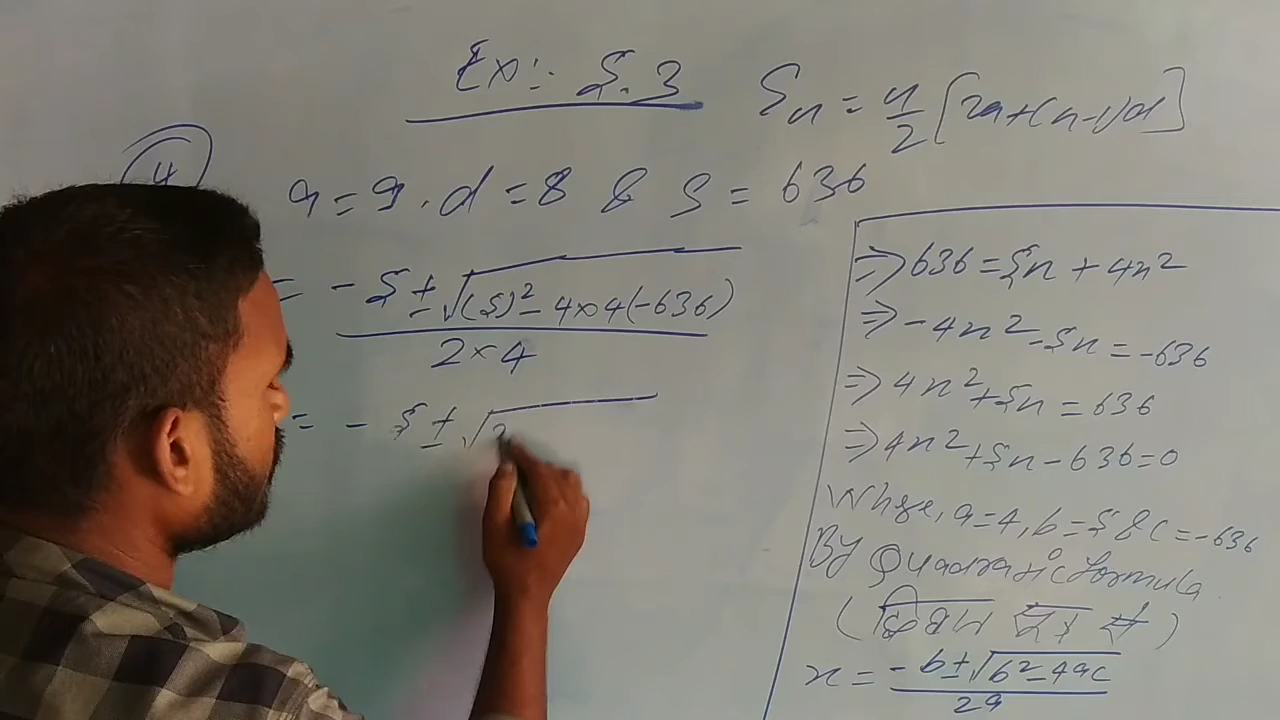 Ex:- 5.3 Sn = n/2 [2a+(n-1)d]
4
a = 9, d = 8 & S = 636
= -5 ± √(5)² - 4×4(-636)
2×4
= -5 ± √2
⇒ 636 = 5n + 4n²
⇒ -4n² - 5n = -636
⇒ 4n² + 5n = 636
⇒ 4n² + 5n - 636 = 0
Where, a = 4, b = 5 & c = -636
By Quadratic formula
(द्विघात सूत्र से)
x = -b ± √b² - 4ac
2a